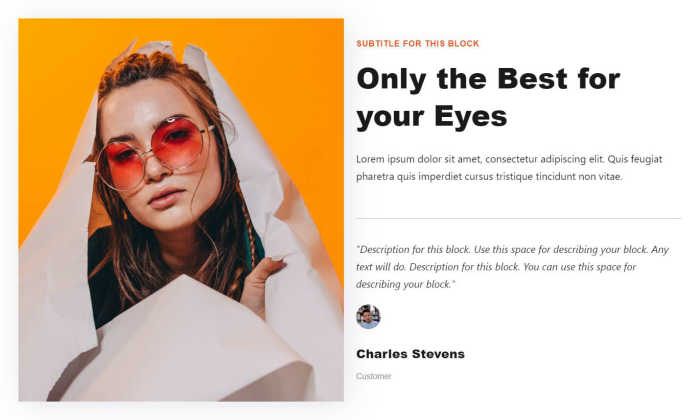 SUBTITLE FOR THIS BLOCK
Only the Best for
your Eyes
Lorem ipsum dolor sit amet, consectetur adipiscing elit. Quis feugiat
pharetra quis imperdiet cursus tristique tincidunt non vitae.
"Description for this block. Use this space for describing your block. Any
text will do. Description for this block. You can use this space for
describing your block."
Charles Stevens
Customer